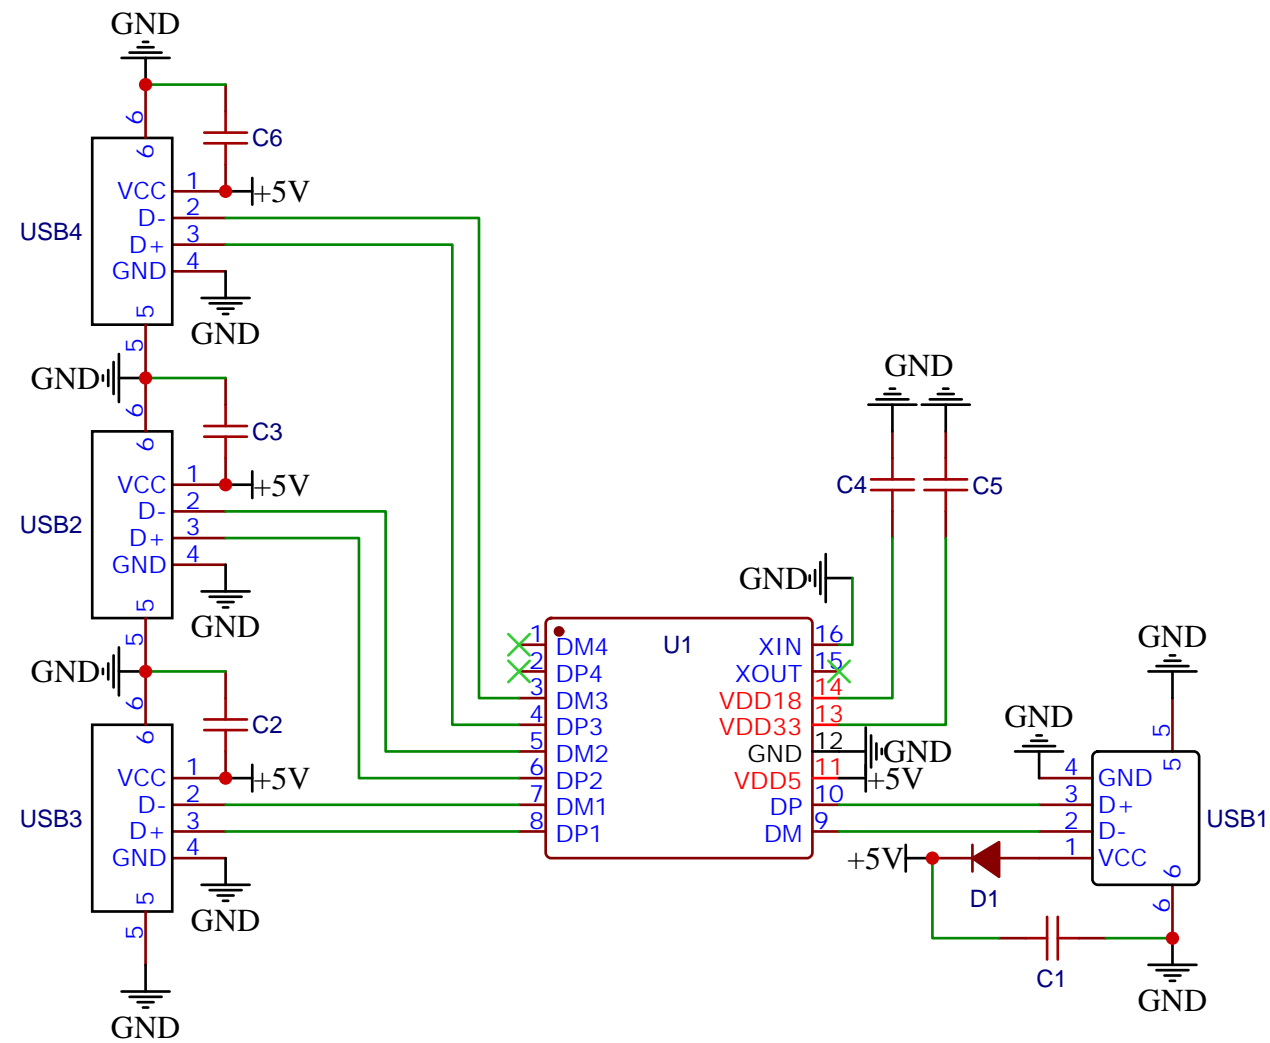 GND
6
6
C6
VCC 1 +5V
D- 2
USB4
D+ 3
GND 4
5
GND
5
GND
6
6
C3
VCC 1 +5V
D- 2
USB2
D+ 3
GND 4
5
GND
5
GND
6
6
C2
VCC 1 +5V
D- 2
USB3
D+ 3
GND 4
5
GND
5
GND
U1
1 DM4
2 DP4
3 DM3
4 DP3
5 DM2
6 DP2
7 DM1
8 DP1
XIN 16
XOUT 15
VDD18 14
VDD33 13
GND 12 GND
VDD5 11 +5V
DP 10
DM 9
GND
GND
C4
C5
GND
5
5
GND
4 GND
3 D+
2 D-
1 VCC
USB1
6
6
+5V
D1
C1
GND